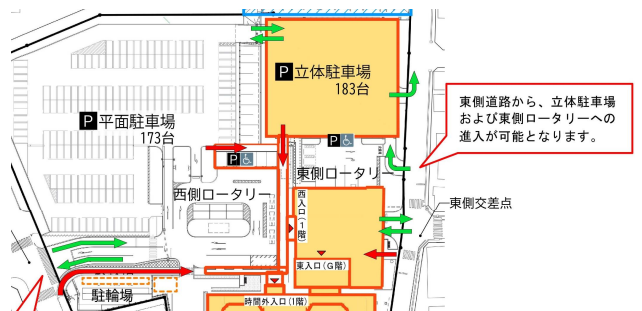 P 立体駐車場
183台
P 平面駐車場
173台
東側道路から、立体駐車場
および東側ロータリーへの
進入が可能となります。
P
P
東側ロータリー
西側ロータリー
西入口(1階)
東側交差点
東入口(G階)
駐輪場
時間外入口(1階)